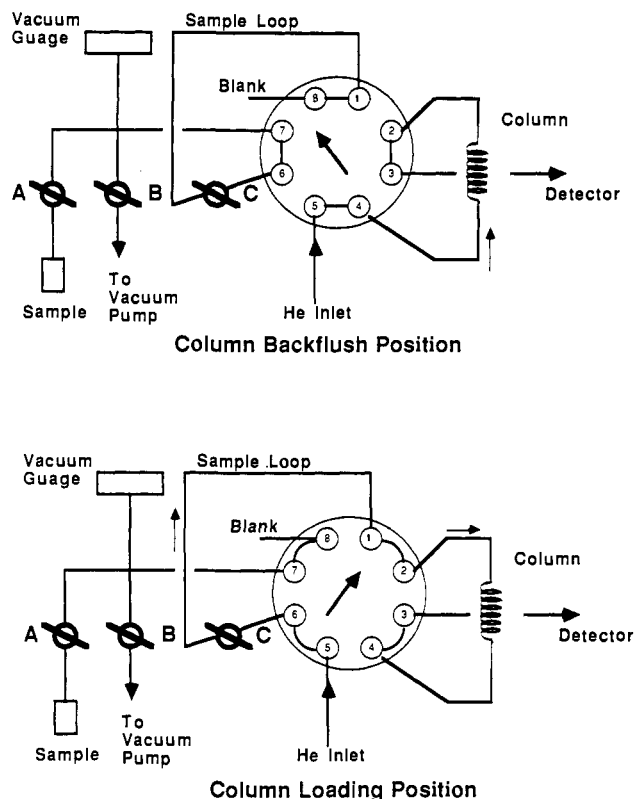 Vacuum
Guage
Sample Loop
Blank
8
1
7
2
Column
A
B
C
6
3
Detector
5
4
Sample
To
Vacuum
Pump
He Inlet
Column Backflush Position
Vacuum
Guage
Sample Loop
Blank
8
1
7
2
Column
A
B
C
6
3
Detector
5
4
Sample
To
Vacuum
Pump
He Inlet
Column Loading Position